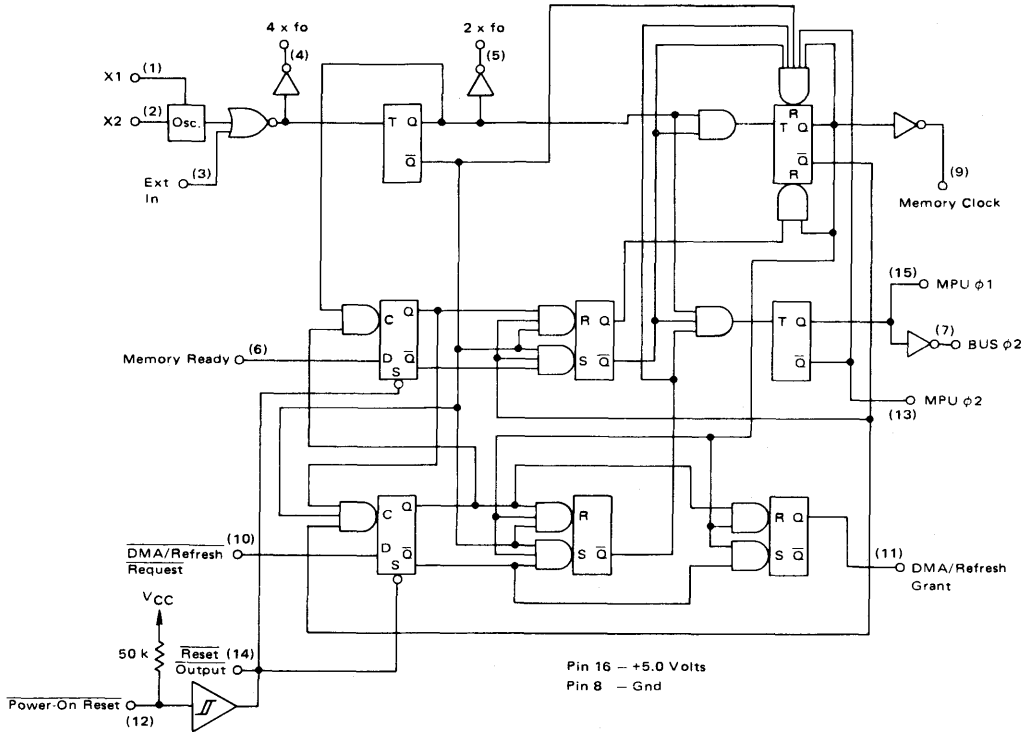 4 x fo
2 x fo
(4)
(5)
X1 (1)
X2 (2)
Osc.
(3)
Ext
In
T Q
Q̅
R
T Q
Q̅
R
(9)
Memory Clock
C Q
D Q̅
S
R Q
S Q̅
T Q
Q̅
(15)
MPU φ1
(7)
BUS φ2
MPU φ2
(13)
Memory Ready (6)
C Q
D Q̅
S
R
S Q̅
R Q
S Q̅
DMA/Refresh (10)
Request
(11)
DMA/Refresh
Grant
VCC
50 k
Reset (14)
Output
Power-On Reset
(12)
Pin 16 – +5.0 Volts
Pin 8 – Gnd